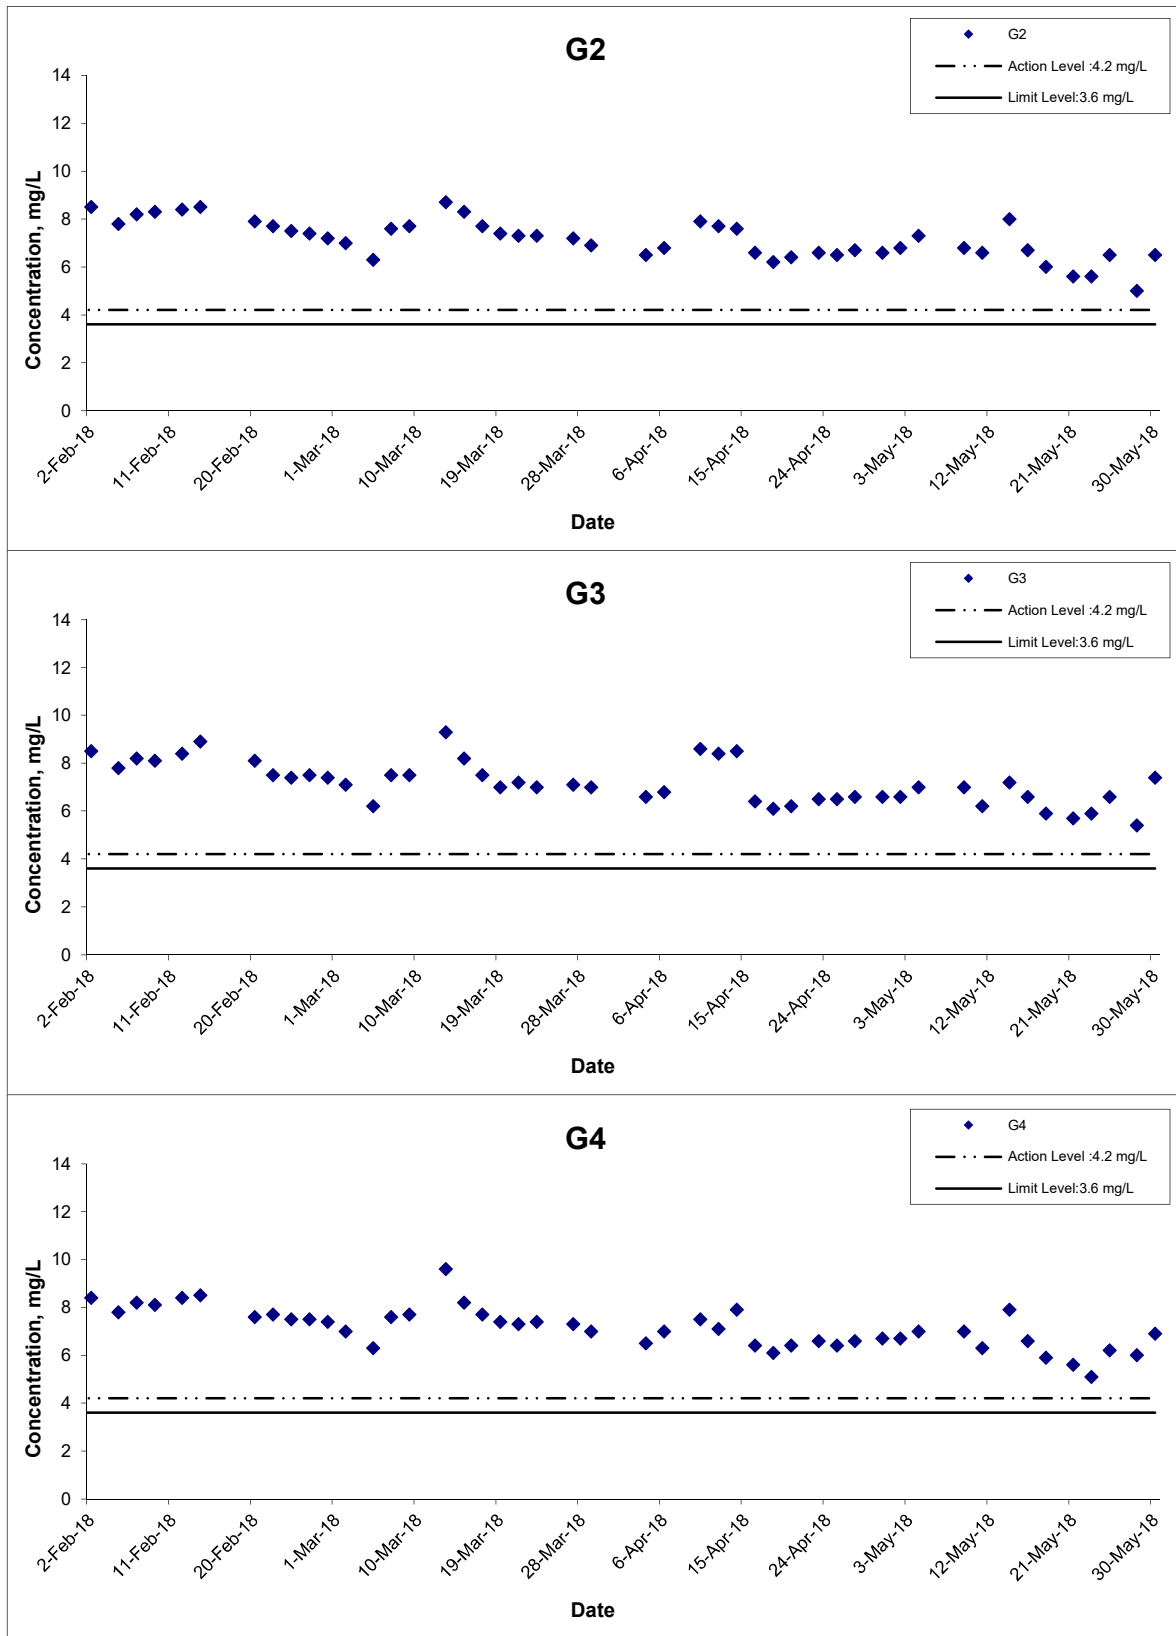 G2
G2
Action Level :4.2 mg/L
Limit Level:3.6 mg/L
14
12
10
8
6
4
2
0
Concentration, mg/L
2-Feb-18
11-Feb-18
20-Feb-18
1-Mar-18
10-Mar-18
19-Mar-18
28-Mar-18
6-Apr-18
15-Apr-18
24-Apr-18
3-May-18
12-May-18
21-May-18
30-May-18
Date
G3
G3
Action Level :4.2 mg/L
Limit Level:3.6 mg/L
14
12
10
8
6
4
2
0
Concentration, mg/L
2-Feb-18
11-Feb-18
20-Feb-18
1-Mar-18
10-Mar-18
19-Mar-18
28-Mar-18
6-Apr-18
15-Apr-18
24-Apr-18
3-May-18
12-May-18
21-May-18
30-May-18
Date
G4
G4
Action Level :4.2 mg/L
Limit Level:3.6 mg/L
14
12
10
8
6
4
2
0
Concentration, mg/L
2-Feb-18
11-Feb-18
20-Feb-18
1-Mar-18
10-Mar-18
19-Mar-18
28-Mar-18
6-Apr-18
15-Apr-18
24-Apr-18
3-May-18
12-May-18
21-May-18
30-May-18
Date